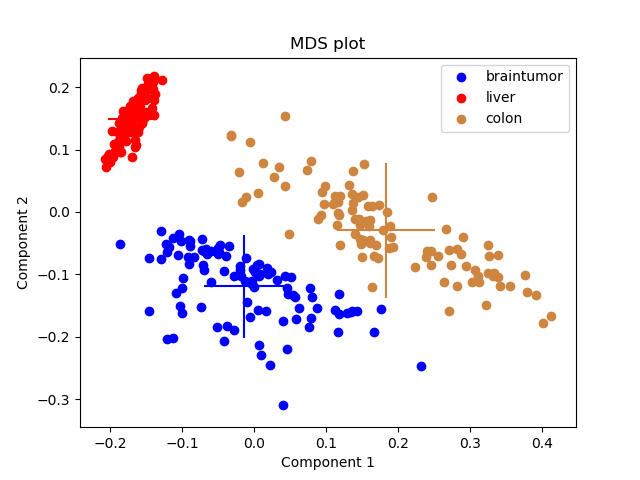 MDS plot
braintumor
liver
colon
Component 2
0.2
0.1
0.0
−0.1
−0.2
−0.3
−0.2 −0.1 0.0 0.1 0.2 0.3 0.4
Component 1